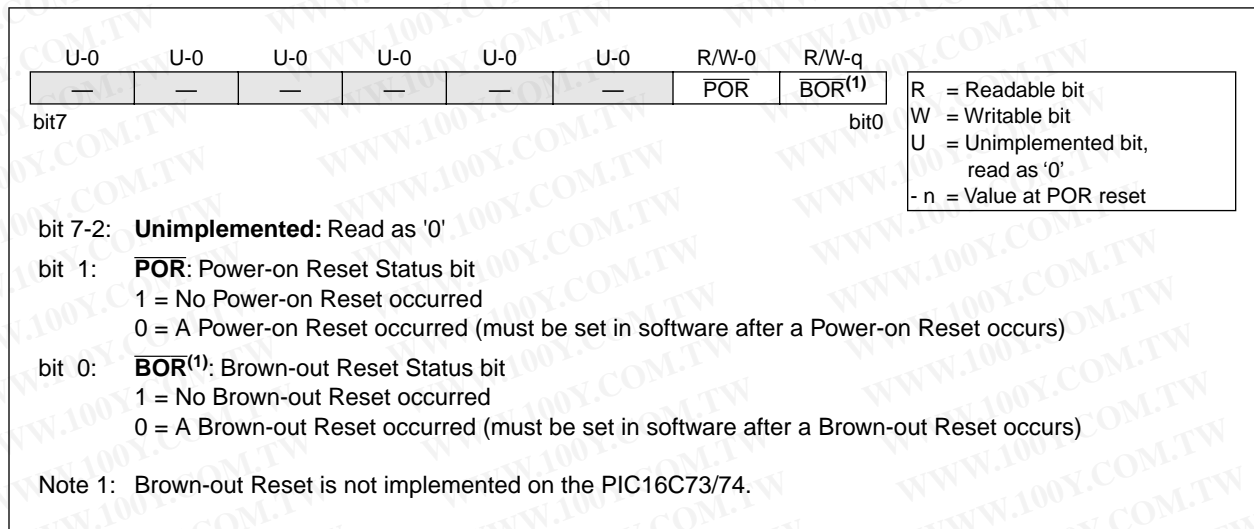 U-0 U-0 U-0 U-0 U-0 U-0 R/W-0 R/W-q
— — — — — — POR BOR(1)
bit7 bit0
R = Readable bit
W = Writable bit
U = Unimplemented bit,
read as ‘0’
- n = Value at POR reset
bit 7-2: Unimplemented: Read as '0'
bit 1: POR: Power-on Reset Status bit
1 = No Power-on Reset occurred
0 = A Power-on Reset occurred (must be set in software after a Power-on Reset occurs)
bit 0: BOR(1): Brown-out Reset Status bit
1 = No Brown-out Reset occurred
0 = A Brown-out Reset occurred (must be set in software after a Brown-out Reset occurs)
Note 1: Brown-out Reset is not implemented on the PIC16C73/74.
WWW.100Y.COM.TW